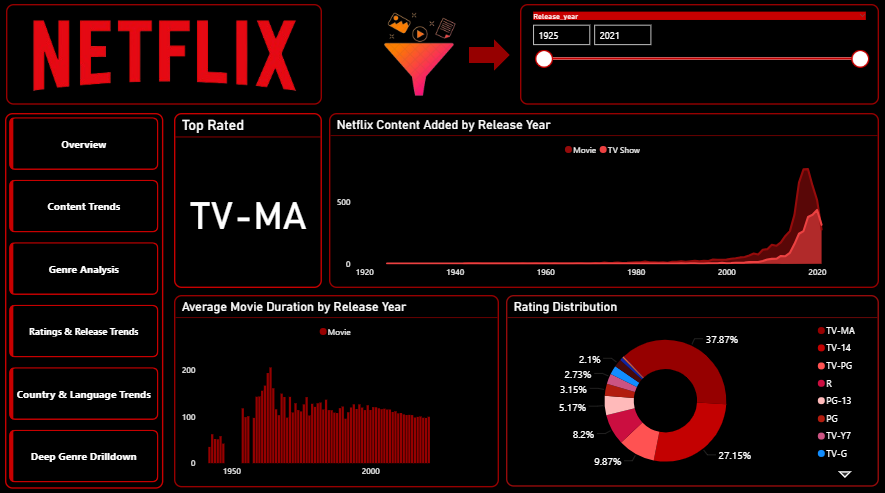 NETFLIX
Release_year
1925 2021
Overview
Content Trends
Genre Analysis
Ratings & Release Trends
Country & Language Trends
Deep Genre Drilldown
Top Rated
TV-MA
Netflix Content Added by Release Year
Movie TV Show
500
0
1920 1940 1960 1980 2000 2020
Average Movie Duration by Release Year
Movie
200
100
0
1950 2000
Rating Distribution
37.87%
27.15%
9.87%
8.2%
5.17%
3.15%
2.73%
2.1%
TV-MA
TV-14
TV-PG
R
PG-13
PG
TV-Y7
TV-G